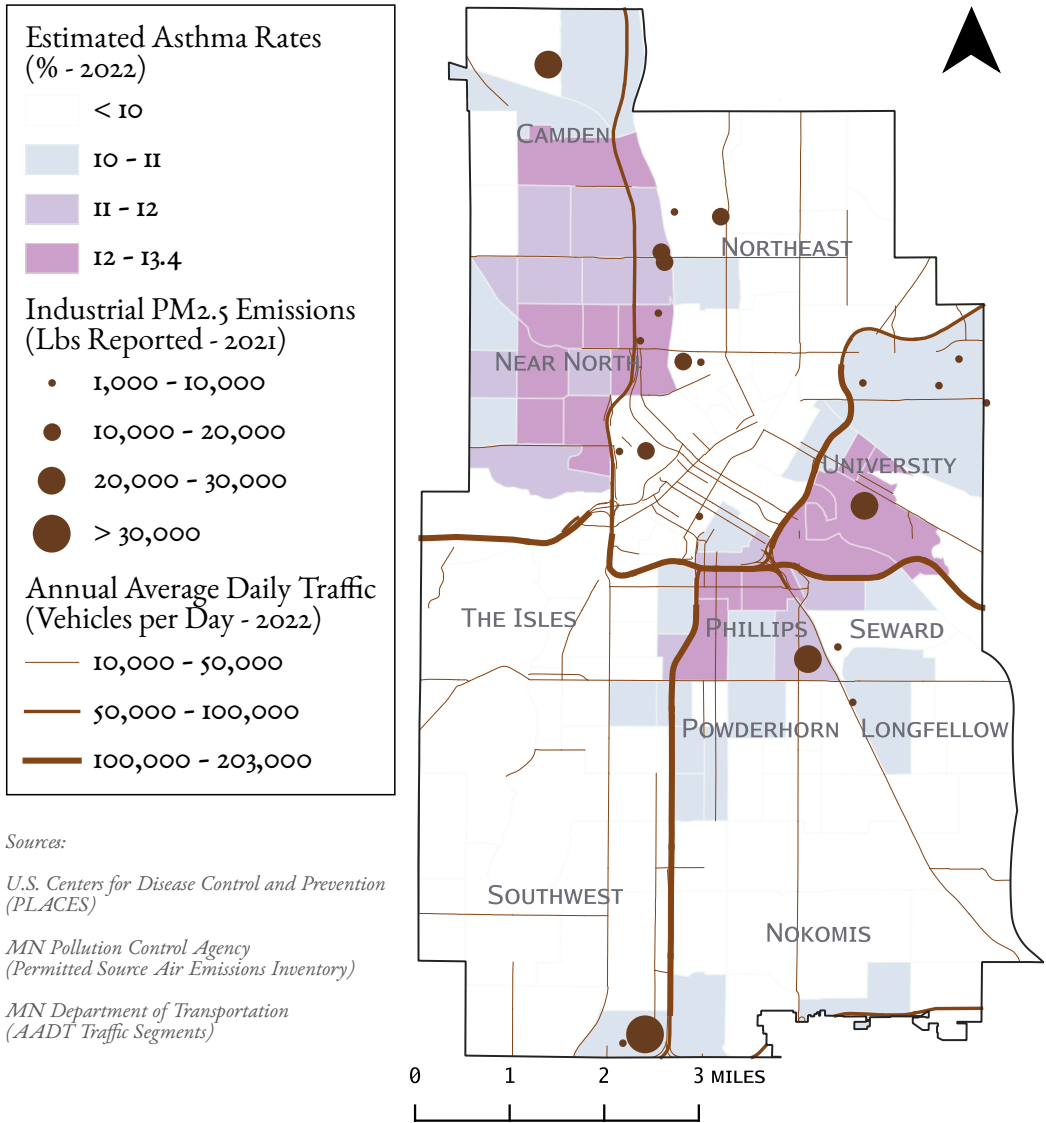 Estimated Asthma Rates
(% - 2022)
< 10
10 - 11
11 - 12
12 - 13.4
Industrial PM2.5 Emissions
(Lbs Reported - 2021)
1,000 - 10,000
10,000 - 20,000
20,000 - 30,000
> 30,000
Annual Average Daily Traffic
(Vehicles per Day - 2022)
10,000 - 50,000
50,000 - 100,000
100,000 - 203,000
Sources:
U.S. Centers for Disease Control and Prevention
(PLACES)
MN Pollution Control Agency
(Permitted Source Air Emissions Inventory)
MN Department of Transportation
(AADT Traffic Segments)
Camden
Northeast
Near North
University
The Isles
Phillips
Seward
Powderhorn
Longfellow
Southwest
Nokomis
0 1 2 3 MILES